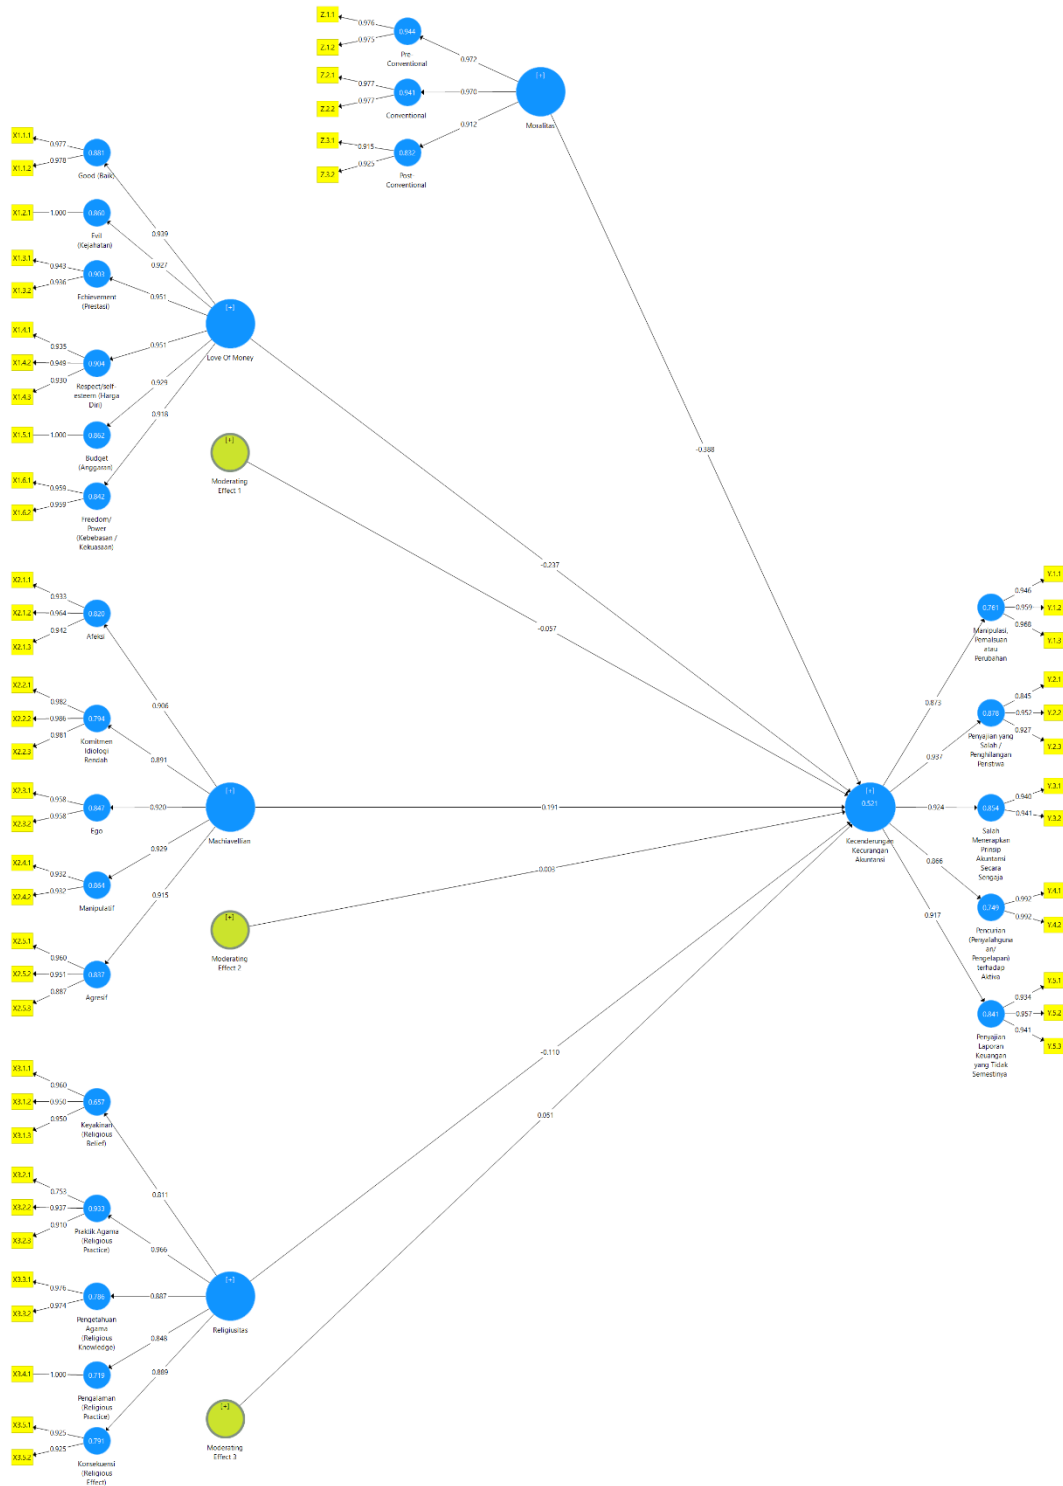 Z.1.1
0.976
Z.1.2
0.975
0.944
Pre
Conventional
0.972
Z.2.1
0.977
Z.2.2
0.977
0.941
Conventional
0.970
Z.3.1
0.915
Z.3.2
0.925
0.832
Post
Conventional
0.912
[+]
Moralitas
-0.388
X1.1.1
0.977
X1.1.2
0.978
0.881
Good (Baik)
0.939
X1.2.1
1.000
0.860
Evil
(Kejahatan)
0.927
X1.3.1
0.943
X1.3.2
0.936
0.903
Echievement
(Prestasi)
0.951
X1.4.1
0.935
X1.4.2
0.949
X1.4.3
0.930
0.904
Respect/self-
esteem (Harga
Diri)
0.951
X1.5.1
1.000
0.862
Budget
(Anggaran)
0.929
X1.6.1
0.959
X1.6.2
0.959
0.842
Freedom/
Power
(Kebebasan /
Kekuasaan)
0.918
[+]
Love Of Money
-0.237
[+]
Moderating
Effect 1
-0.057
X2.1.1
0.933
X2.1.2
0.964
X2.1.3
0.942
0.820
Afeksi
0.906
X2.2.1
0.982
X2.2.2
0.986
X2.2.3
0.981
0.794
Komitmen
Idiologi
Rendah
0.891
X2.3.1
0.958
X2.3.2
0.958
0.847
Ego
0.920
X2.4.1
0.932
X2.4.2
0.932
0.864
Manipulatif
0.929
X2.5.1
0.960
X2.5.2
0.951
X2.5.3
0.887
0.837
Agresif
0.915
[+]
Machiavellian
0.191
[+]
Moderating
Effect 2
0.003
X3.1.1
0.960
X3.1.2
0.950
X3.1.3
0.950
0.657
Keyakinan
(Religious
Belief)
0.811
X3.2.1
0.753
X3.2.2
0.937
X3.2.3
0.910
0.933
Praktik Agama
(Religious
Practice)
0.966
X3.3.1
0.976
X3.3.2
0.974
0.786
Pengetahuan
Agama
(Religious
Knowledge)
0.887
X3.4.1
1.000
0.719
Pengalaman
(Religious
Practice)
0.848
X3.5.1
0.925
X3.5.2
0.925
0.791
Konsekuensi
(Religious
Effect)
0.889
[+]
Religiusitas
-0.110
[+]
Moderating
Effect 3
0.051
[+]
0.521
Kecenderungan
Kecurangan
Akuntansi
0.873
0.761
Manipulasi,
Pemalsuan
atau
Perubahan
Y.1.1
0.946
Y.1.2
0.959
Y.1.3
0.968
0.937
0.878
Penyajian yang
Salah /
Penghilangan
Peristiwa
Y.2.1
0.845
Y.2.2
0.952
Y.2.3
0.927
0.924
0.854
Salah
Menerapkan
Prinsip
Akuntansi
Secara
Sengaja
Y.3.1
0.940
Y.3.2
0.941
0.866
0.749
Pencurian
(Penyalahguna
an/
Pengelapan)
terhadap
Aktiva
Y.4.1
0.992
Y.4.2
0.992
0.917
0.841
Penyajian
Laporan
Keuangan
yang Tidak
Semestinya
Y.5.1
0.934
Y.5.2
0.957
Y.5.3
0.941